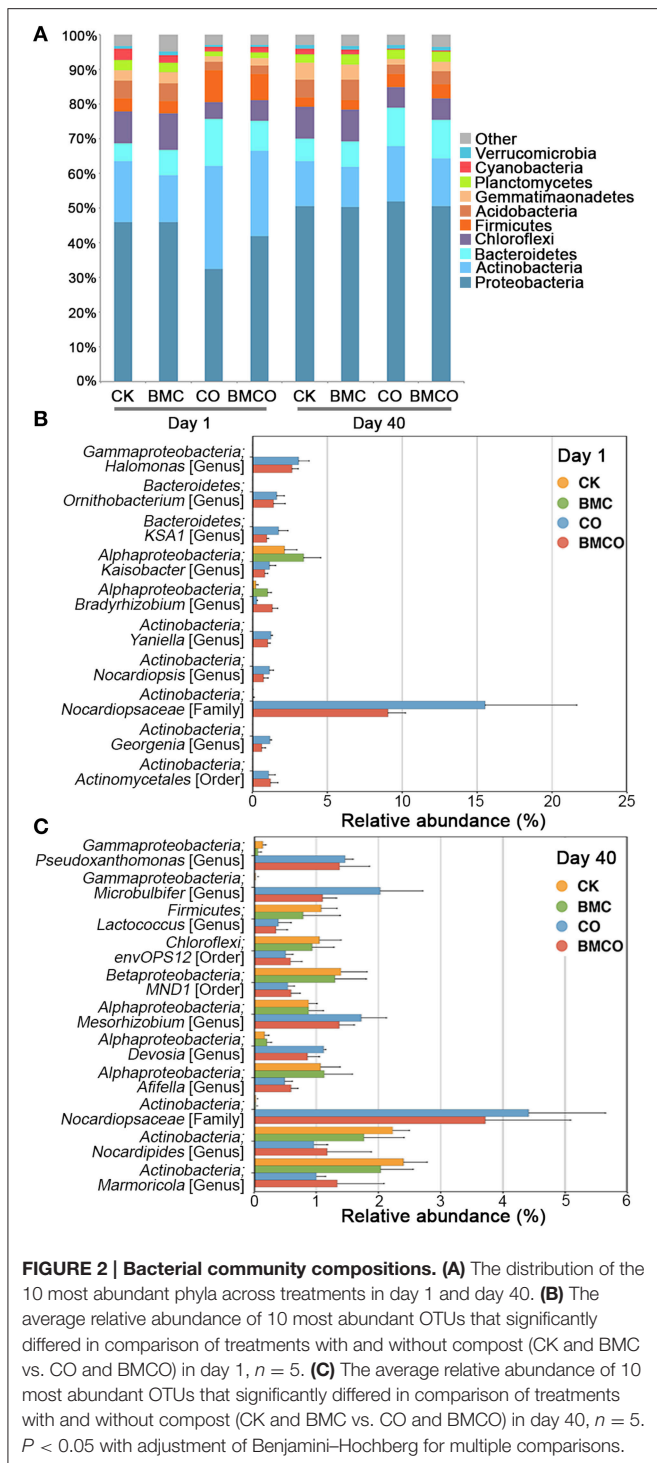 A
100%
90%
80%
70%
60%
50%
40%
30%
20%
10%
0%
Other
Verrucomicrobia
Cyanobacteria
Planctomycetes
Gemmatimaonadetes
Acidobacteria
Firmicutes
Chloroflexi
Bacteroidetes
Actinobacteria
Proteobacteria
CK BMC CO BMCO CK BMC CO BMCO
Day 1 Day 40
B
Gammaproteobacteria;
Halomonas [Genus]
Bacteroidetes;
Ornithobacterium [Genus]
Bacteroidetes;
KSA1 [Genus]
Alphaproteobacteria;
Kaisobacter [Genus]
Alphaproteobacteria;
Bradyrhizobium [Genus]
Actinobacteria;
Yaniella [Genus]
Actinobacteria;
Nocardiopsis [Genus]
Actinobacteria;
Nocardiopsaceae [Family]
Actinobacteria;
Georgenia [Genus]
Actinobacteria;
Actinomycetales [Order]
Day 1
CK
BMC
CO
BMCO
0 5 10 15 20 25
Relative abundance (%)
C
Gammaproteobacteria;
Pseudoxanthomonas [Genus]
Gammaproteobacteria;
Microbulbifer [Genus]
Firmicutes;
Lactococcus [Genus]
Chloroflexi;
envOPS12 [Order]
Betaproteobacteria;
MND1 [Order]
Alphaproteobacteria;
Mesorhizobium [Genus]
Alphaproteobacteria;
Devosia [Genus]
Alphaproteobacteria;
Afifella [Genus]
Actinobacteria;
Nocardiopsaceae [Family]
Actinobacteria;
Nocardipides [Genus]
Actinobacteria;
Marmoricola [Genus]
Day 40
CK
BMC
CO
BMCO
0 1 2 3 4 5 6
Relative abundance (%)
FIGURE 2 | Bacterial community compositions. (A) The distribution of the
10 most abundant phyla across treatments in day 1 and day 40. (B) The
average relative abundance of 10 most abundant OTUs that significantly
differed in comparison of treatments with and without compost (CK and BMC
vs. CO and BMCO) in day 1, n = 5. (C) The average relative abundance of 10
most abundant OTUs that significantly differed in comparison of treatments
with and without compost (CK and BMC vs. CO and BMCO) in day 40, n = 5.
P < 0.05 with adjustment of Benjamini–Hochberg for multiple comparisons.